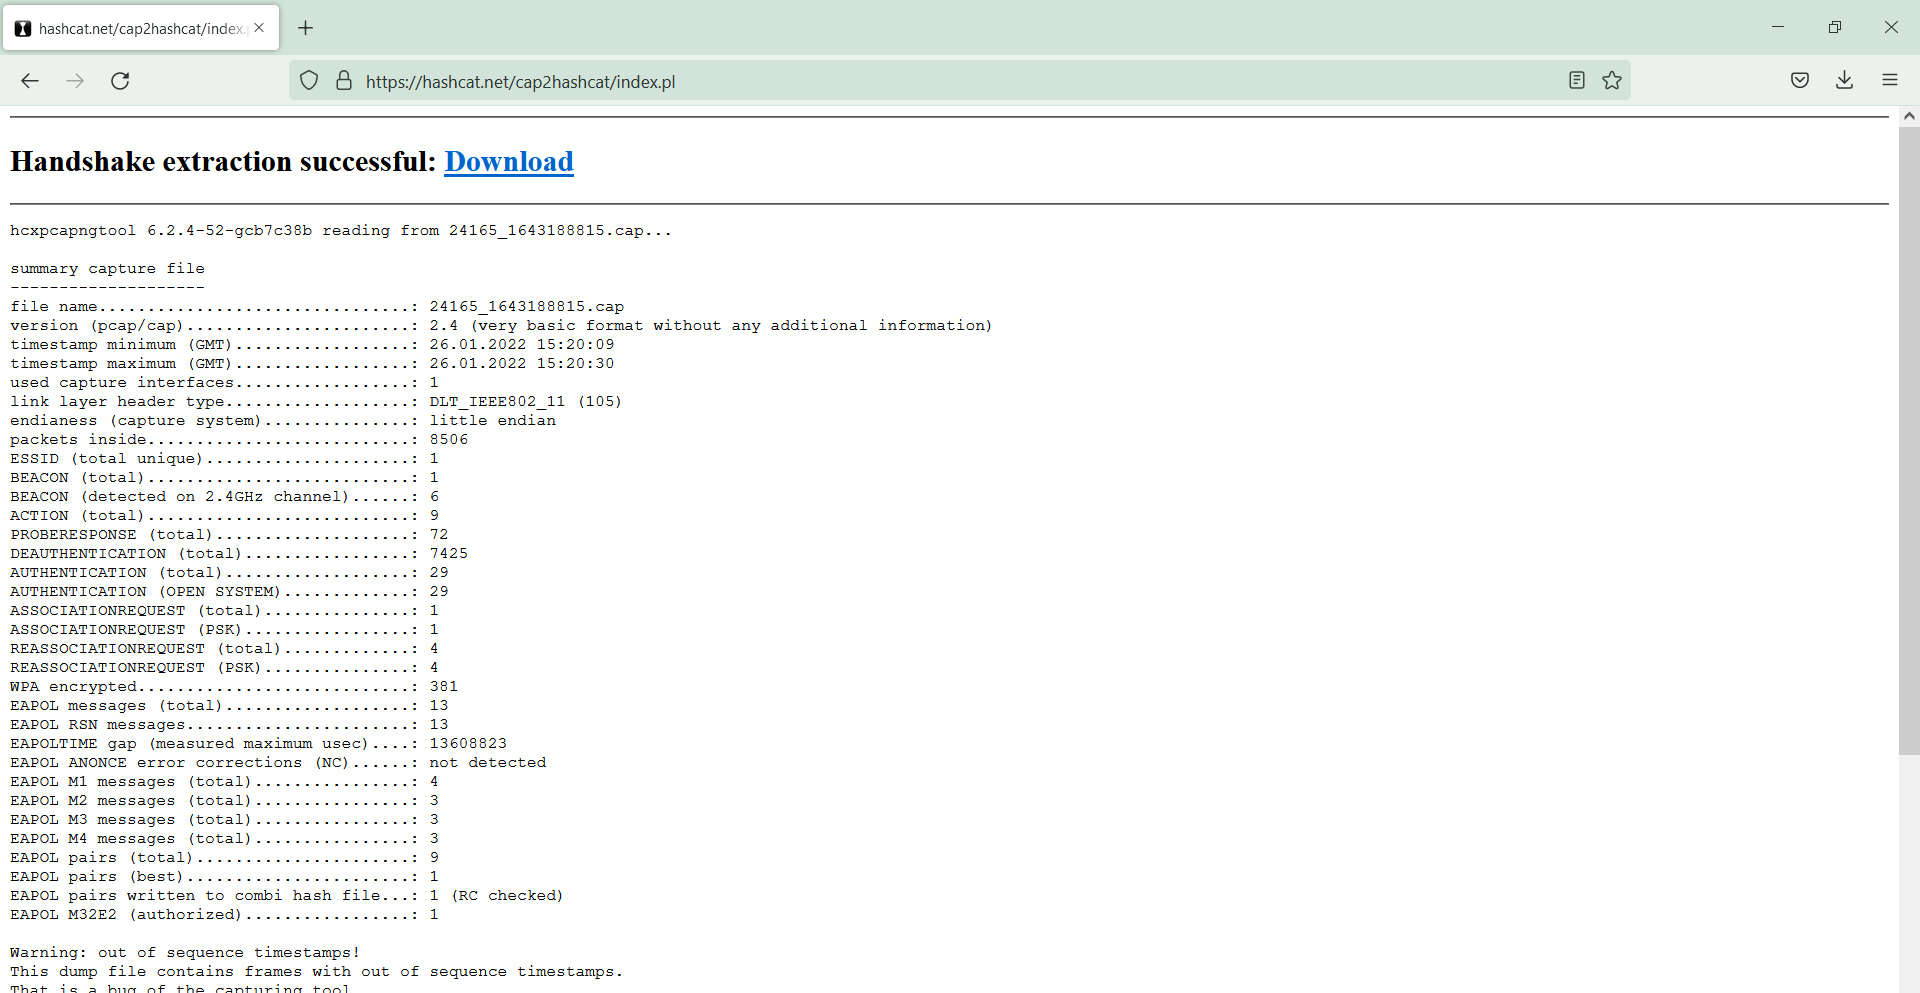 hashcat.net/cap2hashcat/index.
https://hashcat.net/cap2hashcat/index.pl
Handshake extraction successful: Download
hcxpcapngtool 6.2.4-52-gcb7c38b reading from 24165_1643188815.cap...
summary capture file
--------------------
file name................................: 24165_1643188815.cap
version (pcap/cap).......................: 2.4 (very basic format without any additional information)
timestamp minimum (GMT)..................: 26.01.2022 15:20:09
timestamp maximum (GMT)..................: 26.01.2022 15:20:30
used capture interfaces..................: 1
link layer header type...................: DLT_IEEE802_11 (105)
endianess (capture system)...............: little endian
packets inside...........................: 8506
ESSID (total unique).....................: 1
BEACON (total)...........................: 1
BEACON (detected on 2.4GHz channel)......: 6
ACTION (total)...........................: 9
PROBERESPONSE (total)....................: 72
DEAUTHENTICATION (total).................: 7425
AUTHENTICATION (total)...................: 29
AUTHENTICATION (OPEN SYSTEM).............: 29
ASSOCIATIONREQUEST (total)...............: 1
ASSOCIATIONREQUEST (PSK).................: 1
REASSOCIATIONREQUEST (total).............: 4
REASSOCIATIONREQUEST (PSK)...............: 4
WPA encrypted............................: 381
EAPOL messages (total)...................: 13
EAPOL RSN messages.......................: 13
EAPOLTIME gap (measured maximum usec)....: 13608823
EAPOL ANONCE error corrections (NC)......: not detected
EAPOL M1 messages (total)................: 4
EAPOL M2 messages (total)................: 3
EAPOL M3 messages (total)................: 3
EAPOL M4 messages (total)................: 3
EAPOL pairs (total)......................: 9
EAPOL pairs (best).......................: 1
EAPOL pairs written to combi hash file...: 1 (RC checked)
EAPOL M32E2 (authorized).................: 1
Warning: out of sequence timestamps!
This dump file contains frames with out of sequence timestamps.
That is a bug of the capturing tool